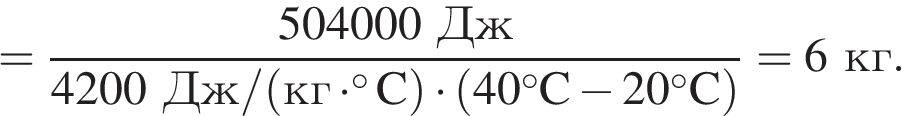 = 504000 Дж / 4200 Дж/(кг·°C)·(40°C − 20°C) = 6 кг.